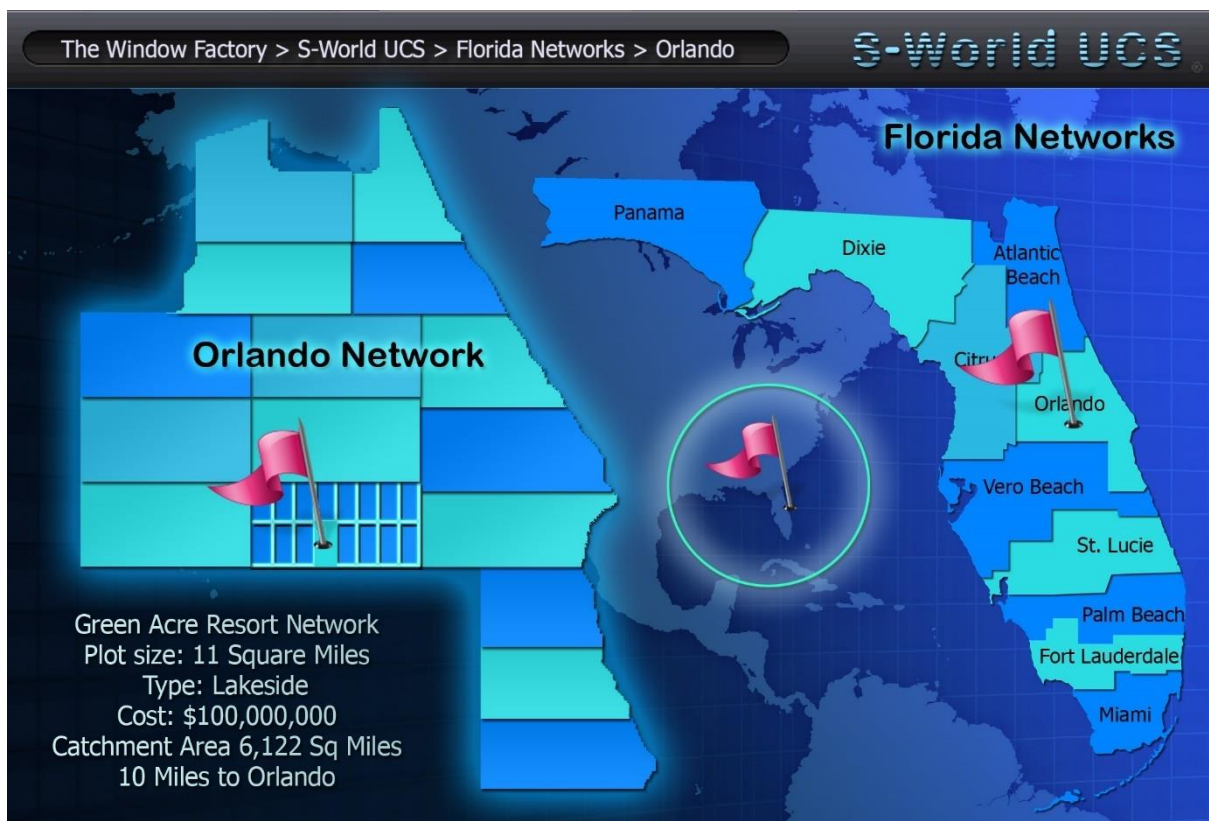 The Window Factory > S-World UCS > Florida Networks > Orlando
S-World UCS
Florida Networks
Panama
Dixie
Atlantic
Beach
Orlando Network
Orlando
Vero Beach
St. Lucie
Palm Beach
Fort Lauderdale
Miami
Green Acre Resort Network
Plot size: 11 Square Miles
Type: Lakeside
Cost: $100,000,000
Catchment Area 6,122 Sq Miles
10 Miles to Orlando